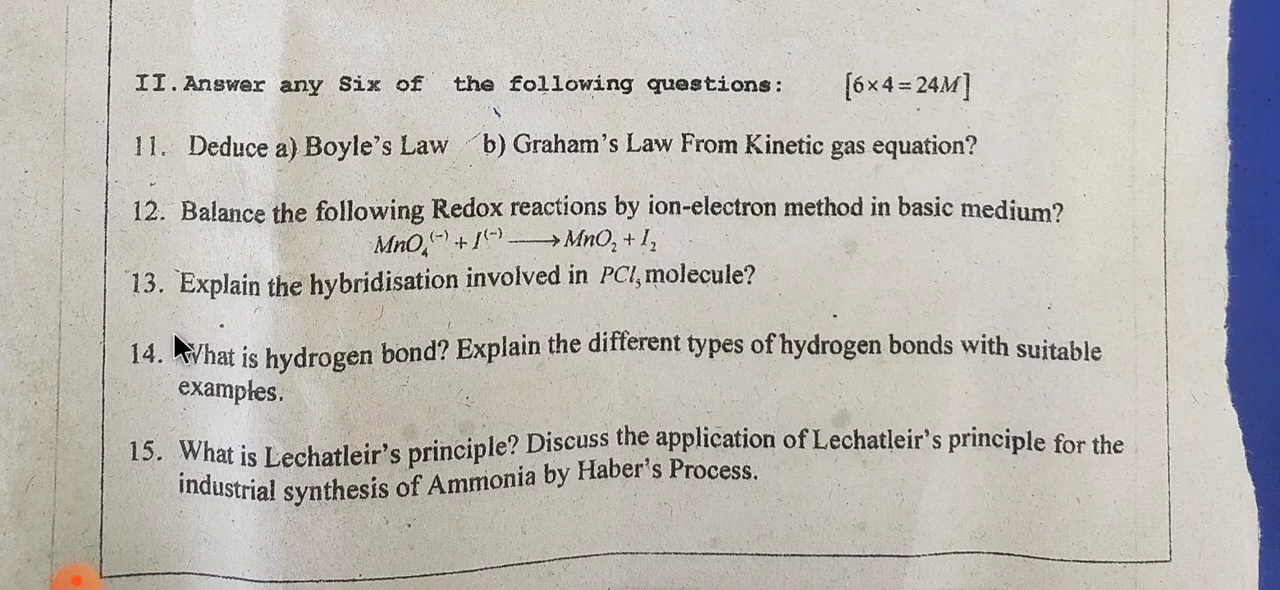 II. Answer any Six of the following questions: [6×4=24M]
11. Deduce a) Boyle's Law b) Graham's Law From Kinetic gas equation?
12. Balance the following Redox reactions by ion-electron method in basic medium?
MnO₄⁽⁻⁾ + I⁽⁻⁾ ⟶ MnO₂ + I₂
13. Explain the hybridisation involved in PCl₅ molecule?
14. What is hydrogen bond? Explain the different types of hydrogen bonds with suitable
examples.
15. What is Lechatleir's principle? Discuss the application of Lechatleir's principle for the
industrial synthesis of Ammonia by Haber's Process.